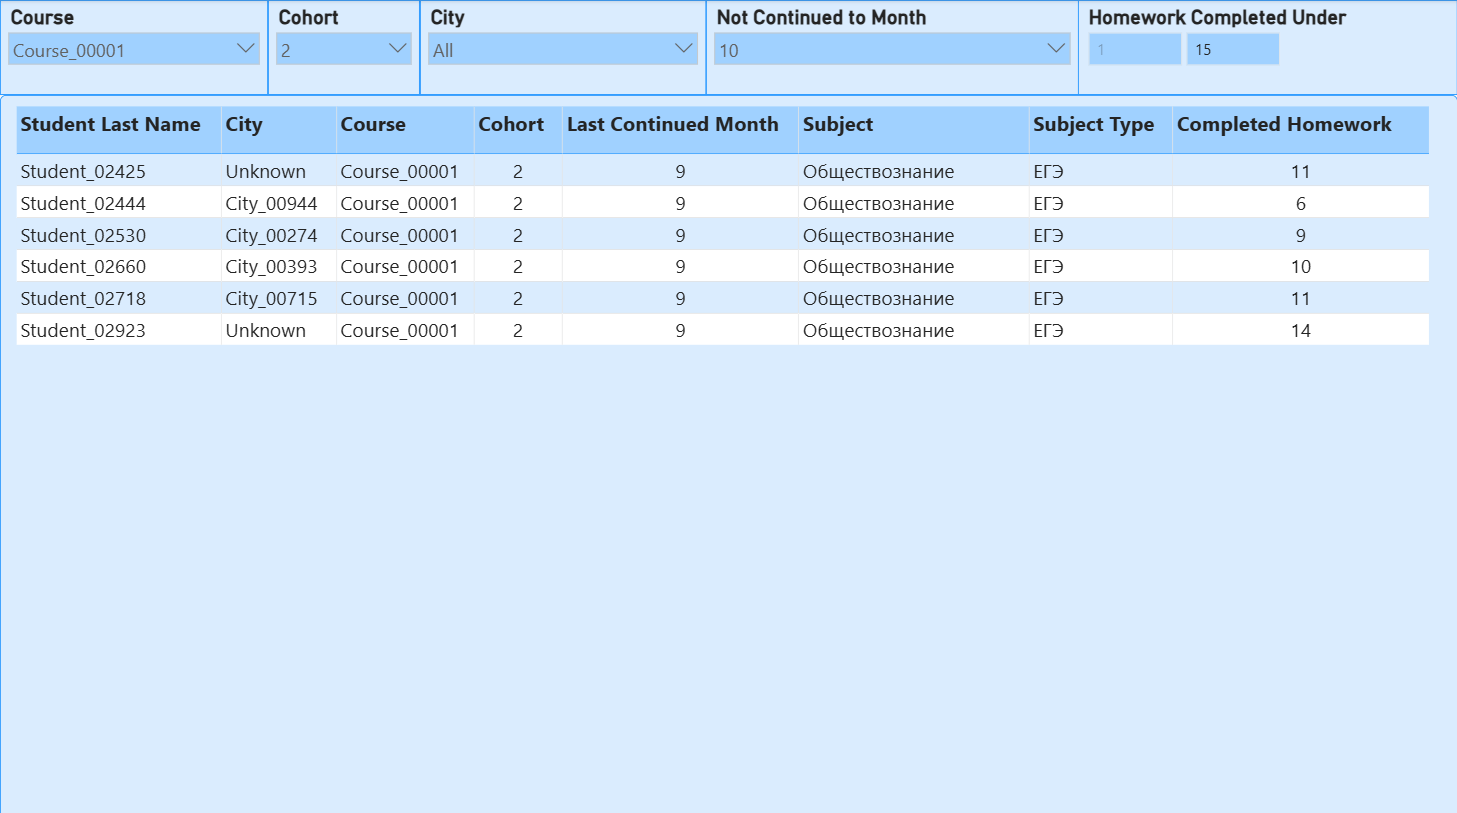 Course Cohort City Not Continued to Month Homework Completed Under
Course_00001 2 All 10 1 15
Student Last Name City Course Cohort Last Continued Month Subject Subject Type Completed Homework
Student_02425 Unknown Course_00001 2 9 Обществознание ЕГЭ 11
Student_02444 City_00944 Course_00001 2 9 Обществознание ЕГЭ 6
Student_02530 City_00274 Course_00001 2 9 Обществознание ЕГЭ 9
Student_02660 City_00393 Course_00001 2 9 Обществознание ЕГЭ 10
Student_02718 City_00715 Course_00001 2 9 Обществознание ЕГЭ 11
Student_02923 Unknown Course_00001 2 9 Обществознание ЕГЭ 14